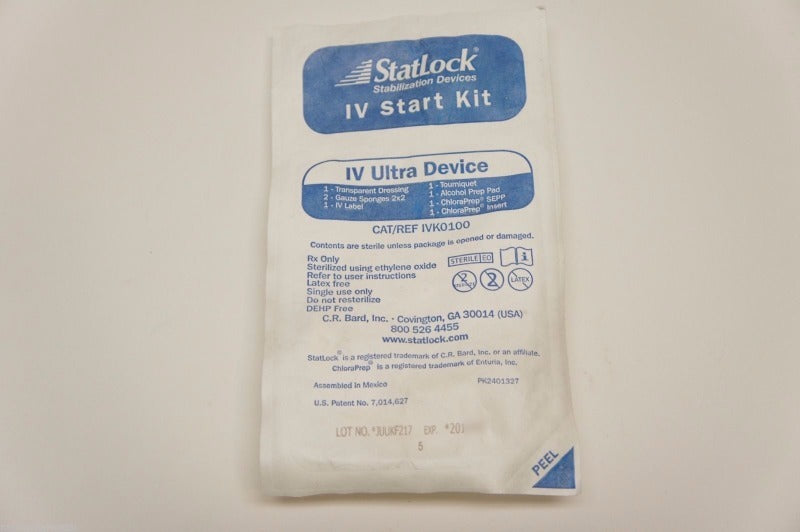 StatLock®
Stabilization Devices
IV Start Kit
IV Ultra Device
1 - Transparent Dressing
2 - Gauze Sponges 2x2
1 - IV Label
1 - Tourniquet
1 - Alcohol Prep Pad
1 - ChloraPrep® SEPP
1 - ChloraPrep® Insert
CAT/REF IVK0100
Contents are sterile unless package is opened or damaged.
Rx Only
Sterilized using ethylene oxide
Refer to user instructions
Latex free
Single use only
Do not resterilize
DEHP Free
STERILE EO
i
2
2
LATEX
C.R. Bard, Inc. • Covington, GA 30014 (USA)
800 526 4455
www.statlock.com
StatLock® is a registered trademark of C.R. Bard, Inc. or an affiliate.
ChloraPrep® is a registered trademark of Enturia, Inc.
Assembled in Mexico
PK2401327
U.S. Patent No. 7,014,627
LOT NO. *JUUKF217 EXP. *201
5
PEEL